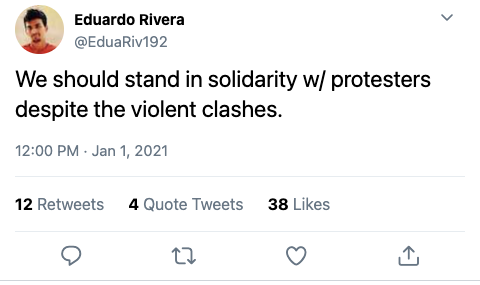 Eduardo Rivera
@EduaRiv192
We should stand in solidarity w/ protesters
despite the violent clashes.
12:00 PM · Jan 1, 2021
12 Retweets 4 Quote Tweets 38 Likes